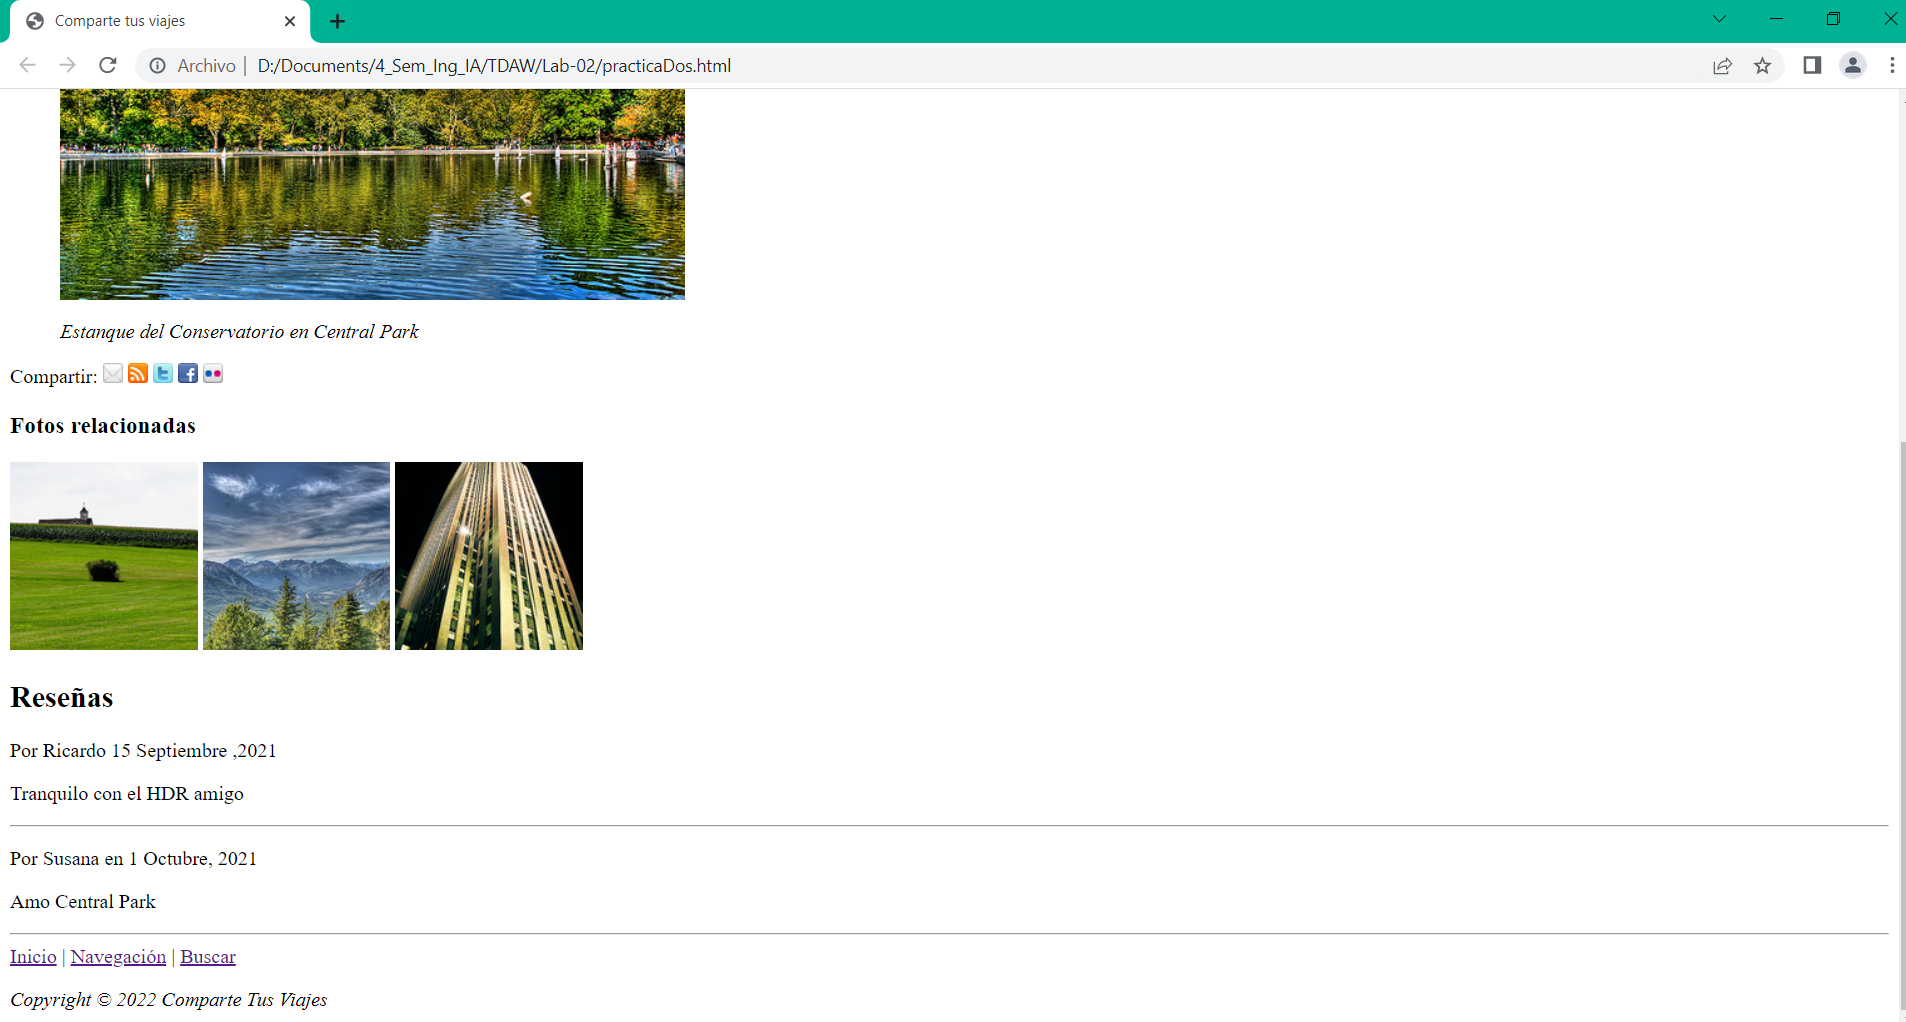 Comparte tus viajes
Archivo | D:/Documents/4_Sem_Ing_IA/TDAW/Lab-02/practicaDos.html
Estanque del Conservatorio en Central Park
Compartir:
Fotos relacionadas
Reseñas
Por Ricardo 15 Septiembre ,2021
Tranquilo con el HDR amigo
Por Susana en 1 Octubre, 2021
Amo Central Park
Inicio | Navegación | Buscar
Copyright © 2022 Comparte Tus Viajes